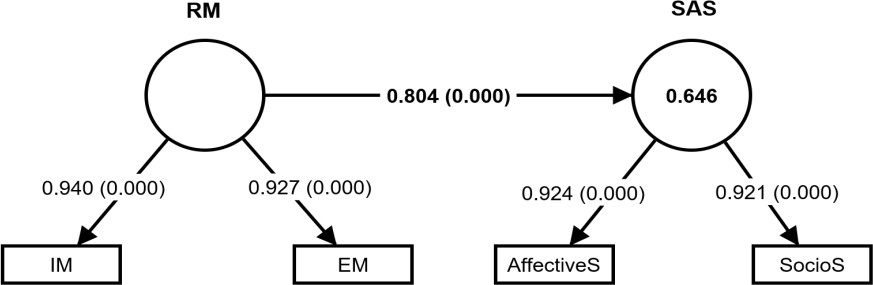 RM
SAS
0.804 (0.000)
0.646
0.940 (0.000)
0.927 (0.000)
0.924 (0.000)
0.921 (0.000)
IM
EM
AffectiveS
SocioS